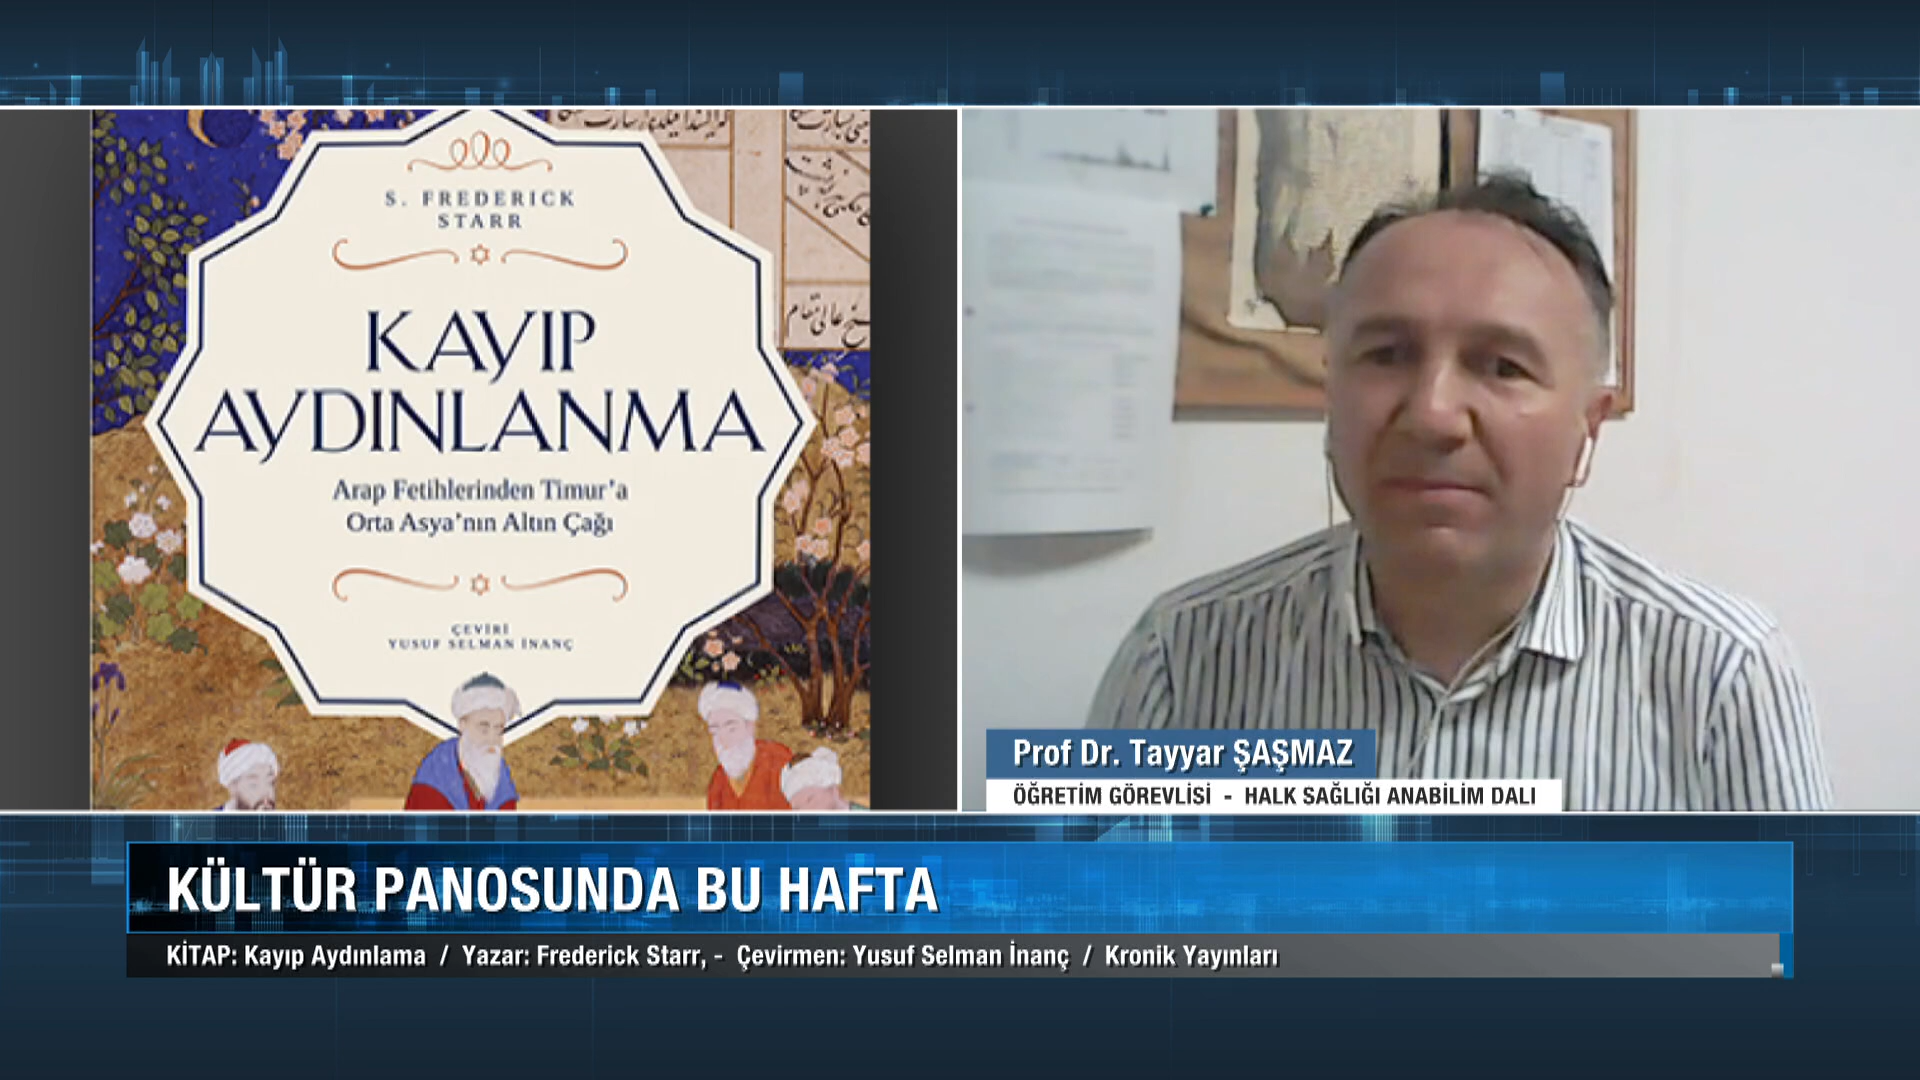 S. FREDERICK
STARR
KAYIP
AYDINLANMA
Arap Fetihlerinden Timur'a
Orta Asya'nın Altın Çağı
ÇEVİRİ
YUSUF SELMAN İNANÇ
Prof Dr. Tayyar ŞAŞMAZ
ÖĞRETİM GÖREVLİSİ - HALK SAĞLIĞI ANABİLİM DALI
KÜLTÜR PANOSUNDA BU HAFTA
KİTAP: Kayıp Aydınlama / Yazar: Frederick Starr, - Çevirmen: Yusuf Selman İnanç / Kronik Yayınları